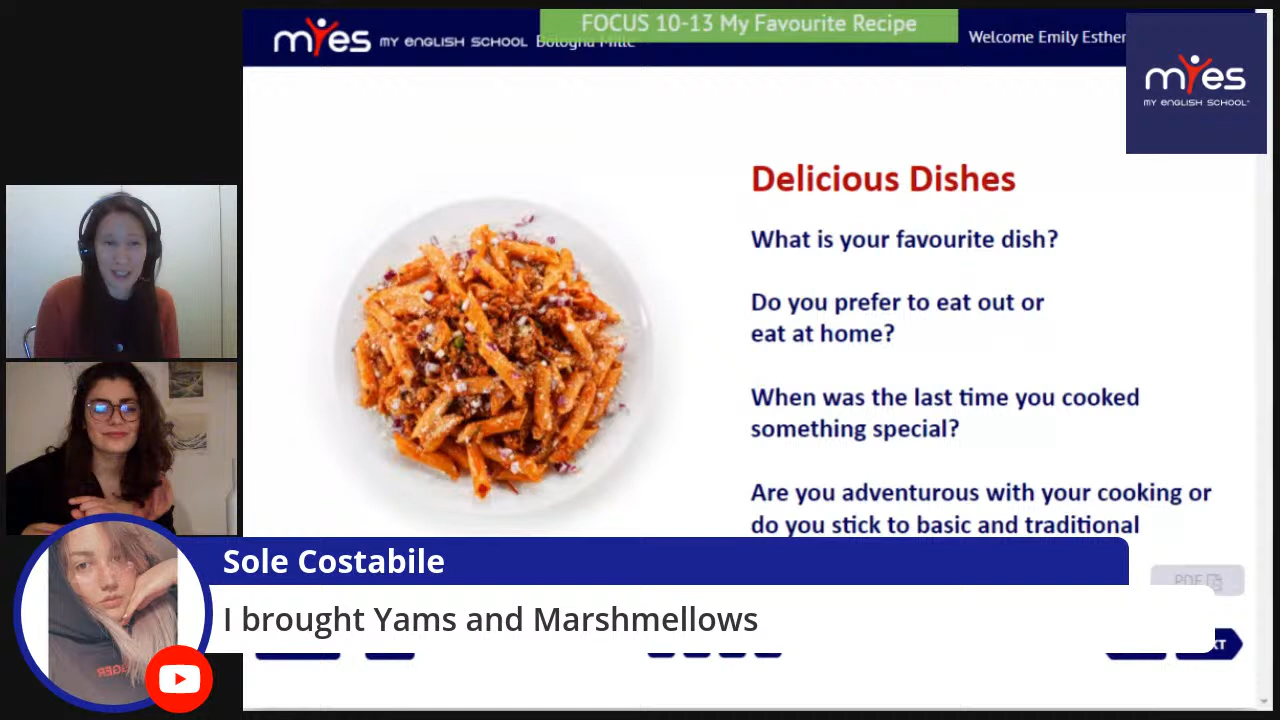 FOCUS 10-13 My Favourite Recipe
myes MY ENGLISH SCHOOL Bologna Mille
Welcome Emily Esther
myes
MY ENGLISH SCHOOL
Delicious Dishes
What is your favourite dish?
Do you prefer to eat out or
eat at home?
When was the last time you cooked
something special?
Are you adventurous with your cooking or
do you stick to basic and traditional
PDF
Sole Costabile
I brought Yams and Marshmellows